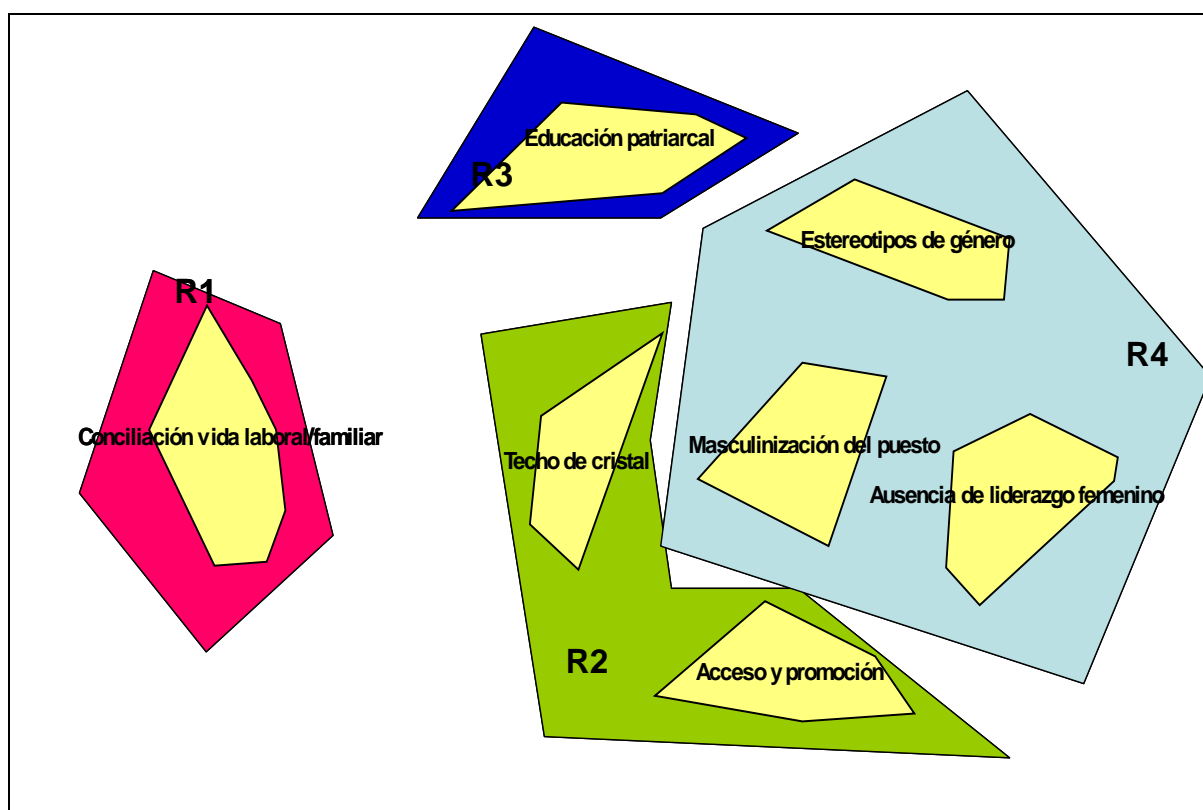 Educación patriarcal
R3
Estereotipos de género
R1
R4
Conciliación vida laboral/familiar
Techo de cristal
Masculinización del puesto
Ausencia de liderazgo femenino
R2
Acceso y promoción